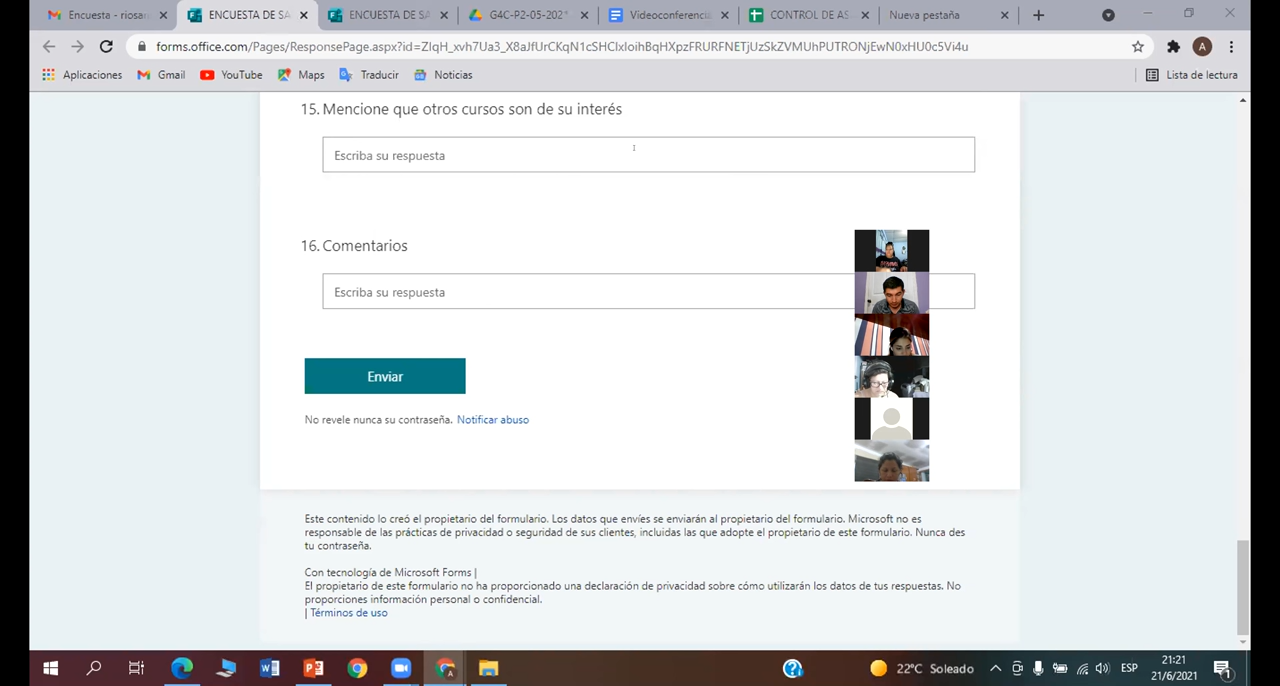 Encuesta - riosar
ENCUESTA DE SA
ENCUESTA DE SA
G4C-P2-05-202
Videoconferenci
CONTROL DE AS
Nueva pestaña
forms.office.com/Pages/ResponsePage.aspx?id=ZIqH_xvh7Ua3_X8aJfUrCKqN1cSHCIxIoihBqHXpzFRURFNETjUzSkZVMUhPUTRONjEwN0xHU0c5Vi4u
A
Aplicaciones
Gmail
YouTube
Maps
Traducir
Noticias
Lista de lectura
15. Mencione que otros cursos son de su interés
Escriba su respuesta
16. Comentarios
Escriba su respuesta
Enviar
No revele nunca su contraseña. Notificar abuso
Este contenido lo creó el propietario del formulario. Los datos que envíes se enviarán al propietario del formulario. Microsoft no es
responsable de las prácticas de privacidad o seguridad de sus clientes, incluidas las que adopte el propietario de este formulario. Nunca des
tu contraseña.
Con tecnología de Microsoft Forms |
El propietario de este formulario no ha proporcionado una declaración de privacidad sobre cómo utilizarán los datos de tus respuestas. No
proporciones información personal o confidencial.
| Términos de uso
22°C Soleado
ESP
21:21
21/6/2021
1